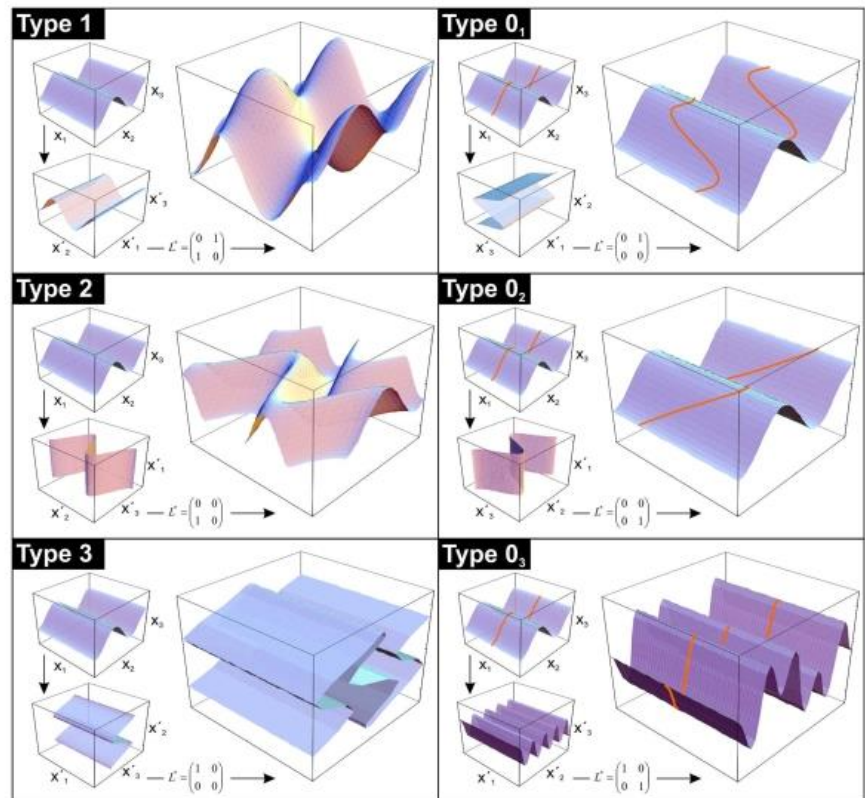 Type 1
X₃
X₁ X₂
X´₃
X´₂ X´₁
ℒ* = (0 1
1 0)
Type 0₁
X₃
X₁ X₂
X´₂
X´₃ X´₁
ℒ* = (0 1
0 0)
Type 2
X₃
X₁ X₂
X´₁
X´₂ X´₃
ℒ* = (0 0
1 0)
Type 0₂
X₃
X₁ X₂
X´₁
X´₃ X´₂
ℒ* = (0 0
0 1)
Type 3
X₃
X₁ X₂
X´₂
X´₁ X´₃
ℒ* = (1 0
0 0)
Type 0₃
X₃
X₁ X₂
X´₃
X´₁ X´₂
ℒ* = (1 0
0 1)